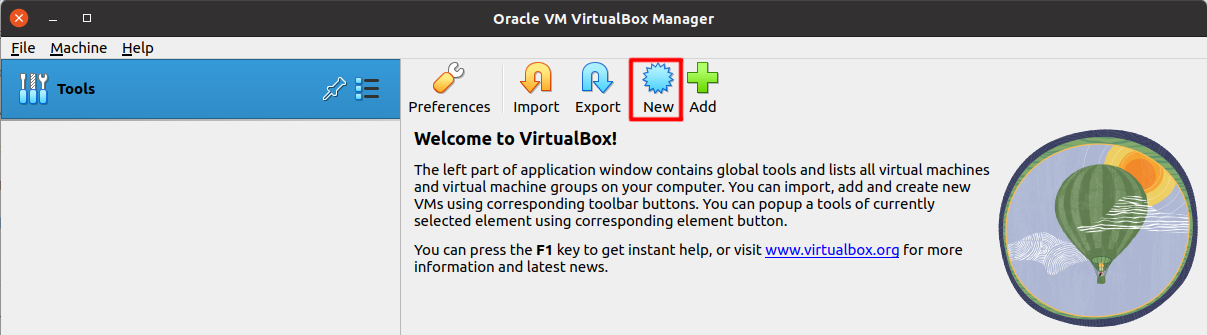 Oracle VM VirtualBox Manager
File Machine Help
Tools
Preferences Import Export New Add
Welcome to VirtualBox!
The left part of application window contains global tools and lists all virtual machines
and virtual machine groups on your computer. You can import, add and create new
VMs using corresponding toolbar buttons. You can popup a tools of currently
selected element using corresponding element button.
You can press the F1 key to get instant help, or visit www.virtualbox.org for more
information and latest news.